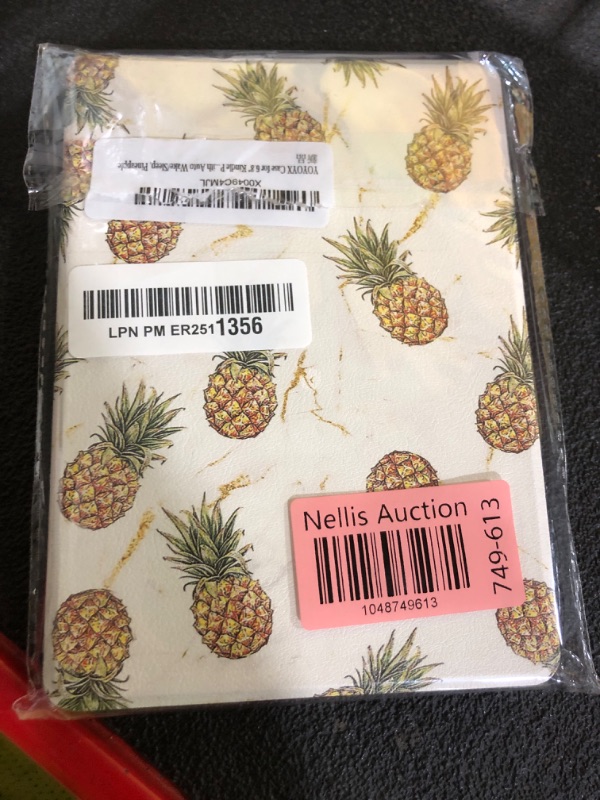 X0049C4MJL
YOYOYX Case for 6.8" Kindle P...ith Auto Wake/Sleep, Pineapple
新品
LPN PM ER2511356
Nellis Auction
1048749613
749-613